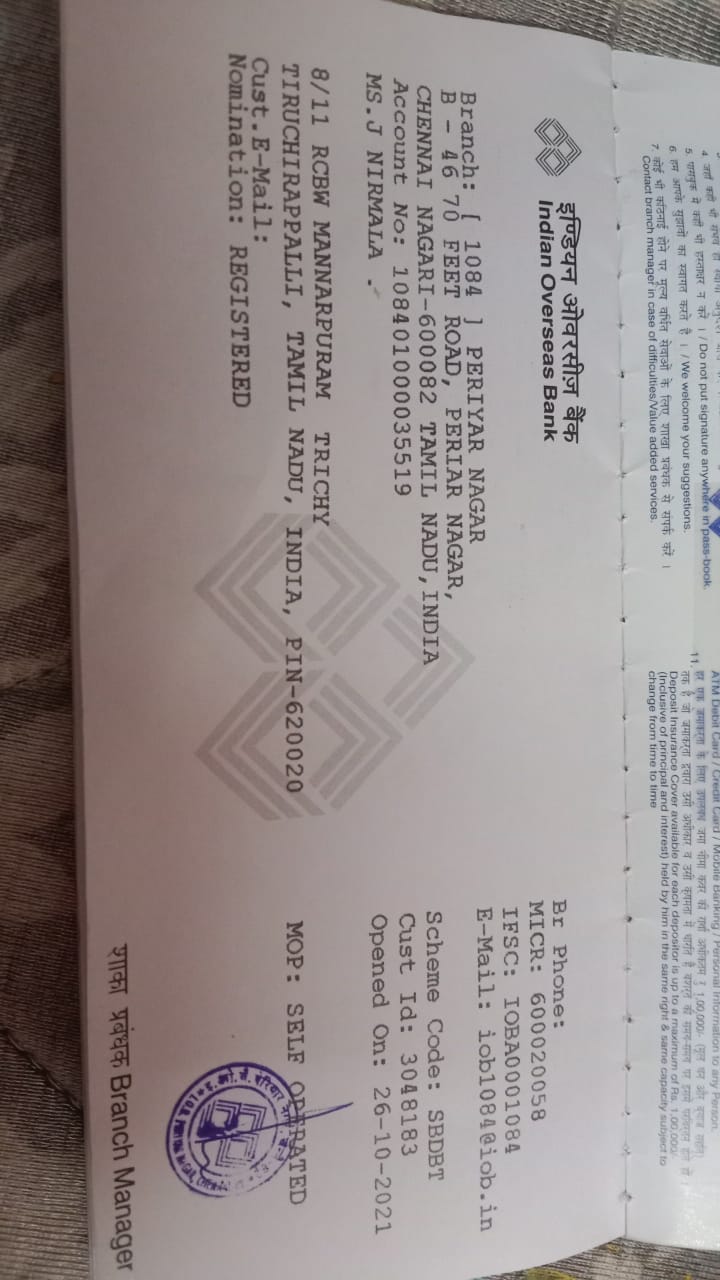 इण्डियन ओवरसीज़ बैंक
Indian Overseas Bank
Branch: [ 1084 ] PERIYAR NAGAR
B - 46 70 FEET ROAD, PERIAR NAGAR,
CHENNAI NAGARI-600082 TAMIL NADU,INDIA
Account No: 108401000035519
MS.J NIRMALA .
8/11 RCBW MANNARPURAM TRICHY
TIRUCHIRAPPALLI, TAMIL NADU, INDIA, PIN-620020
Cust.E-Mail:
Nomination: REGISTERED
Br Phone:
MICR: 600020058
IFSC: IOBA0001084
E-Mail: iob1084@iob.in
Scheme Code: SBDBT
Cust Id: 3048183
Opened On: 26-10-2021
MOP: SELF OPERATED
शाका प्रबंधक Branch Manager
5. पासबुक में कहीं भी हस्ताक्षर न करें । / Do not put signature anywhere in pass-book.
6. हम आपके सुझावों का स्वागत करते है । / We welcome your suggestions.
7. कोई भी कठिनाई होने पर मूल्य वर्धित सेवाओं के लिए शाखा प्रबंधक से संपर्क करें ।
Contact branch manager in case of difficulties/Value added services.
ATM Debit Card / Credit Card / Mobile Banking / Personal information to any Person.
11.
Deposit Insurance Cover available for each depositor is up to a maximum of Rs. 1,00,000/-
(Inclusive of principal and interest) held by him in the same right & same capacity subject to
change from time to time